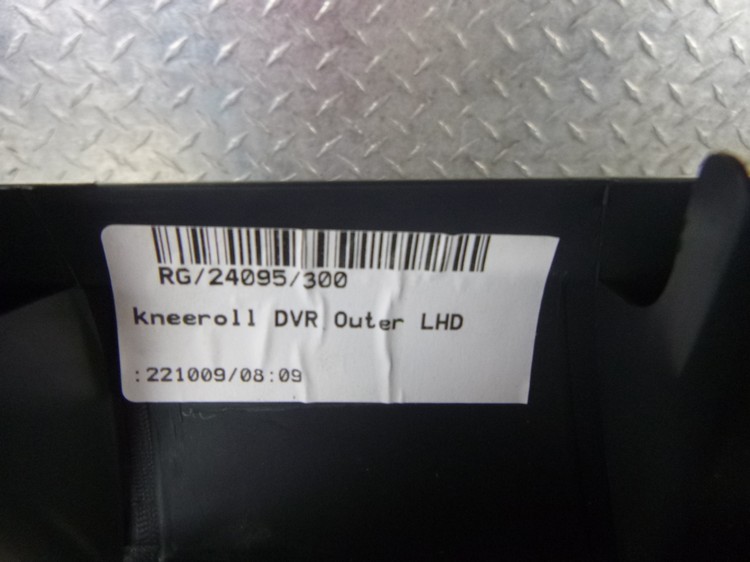 RG/24095/300
kneeroll DVR Outer LHD
:221009/08:09